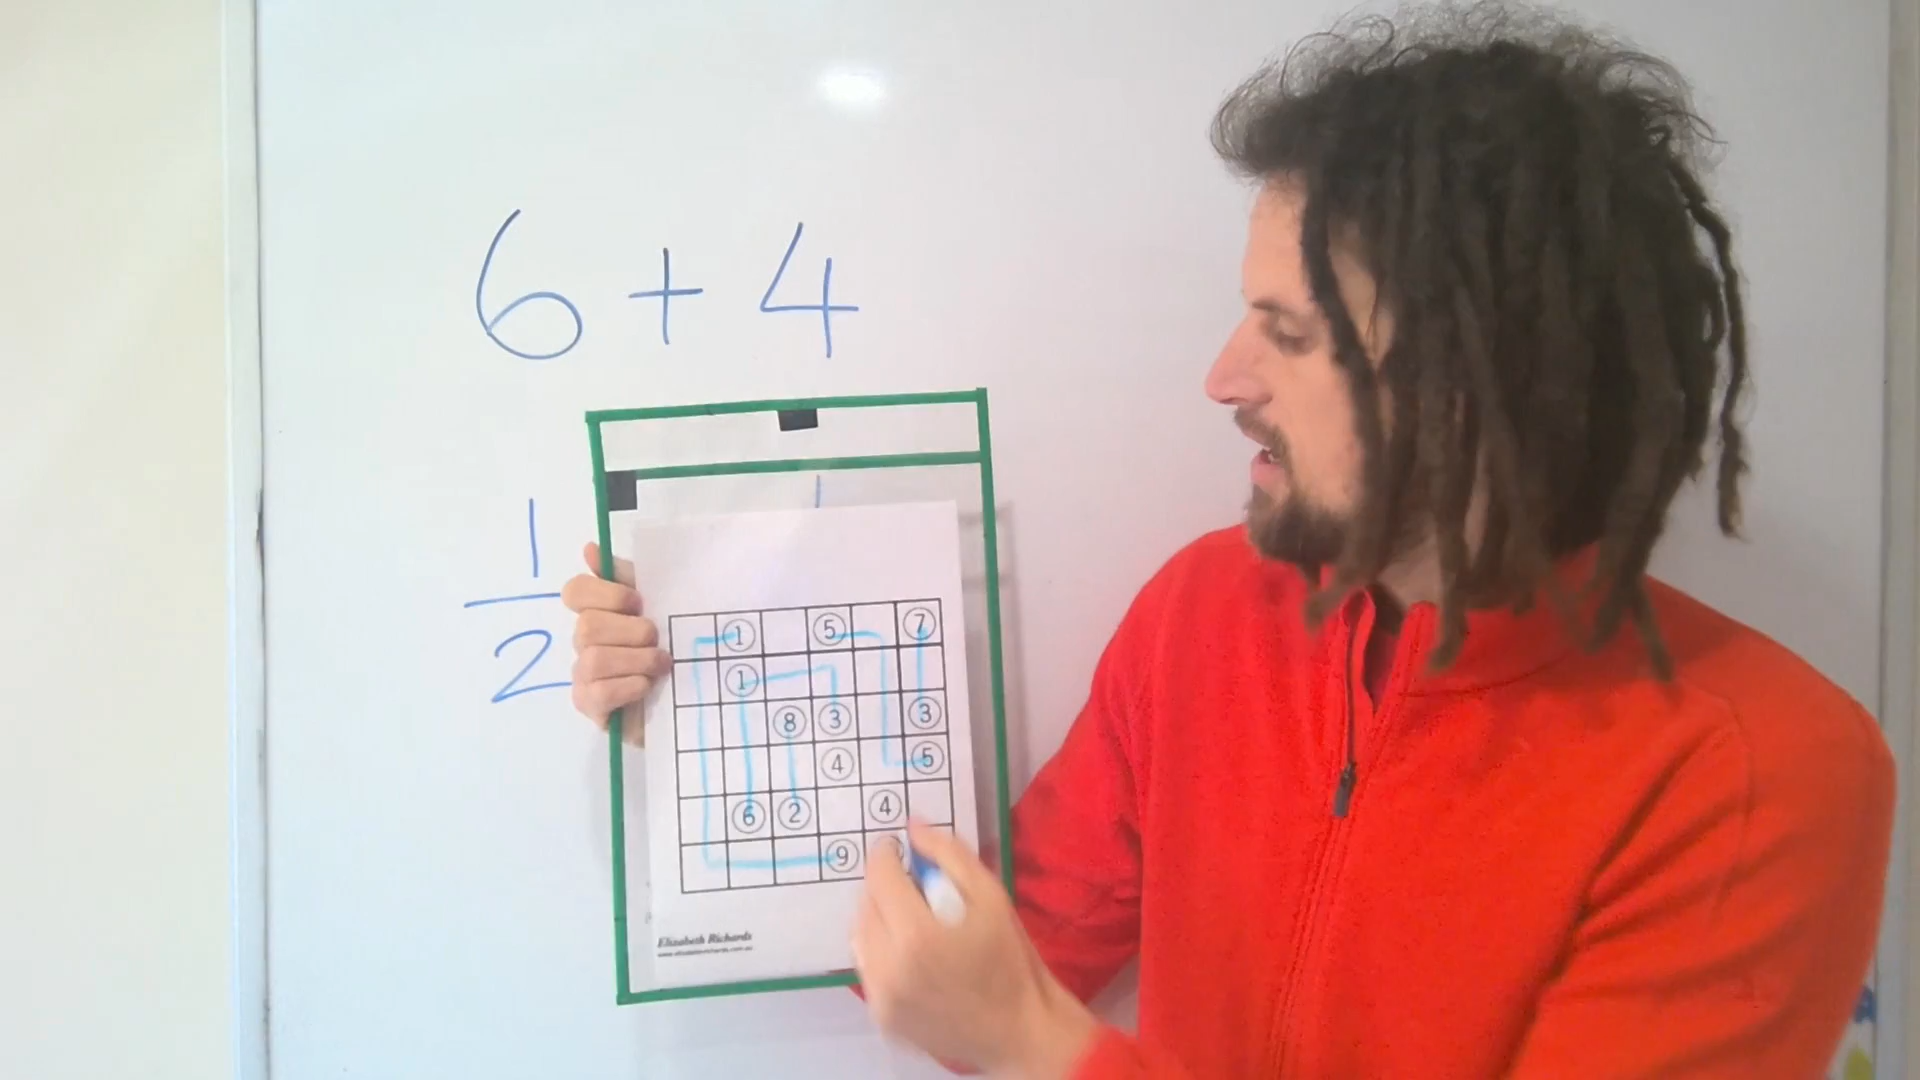 6 + 4
1
2
1 5 7
1
8 3 3
4 5
6 2 4
9
Elizabeth Richards
www.elizabethrichards.com.au